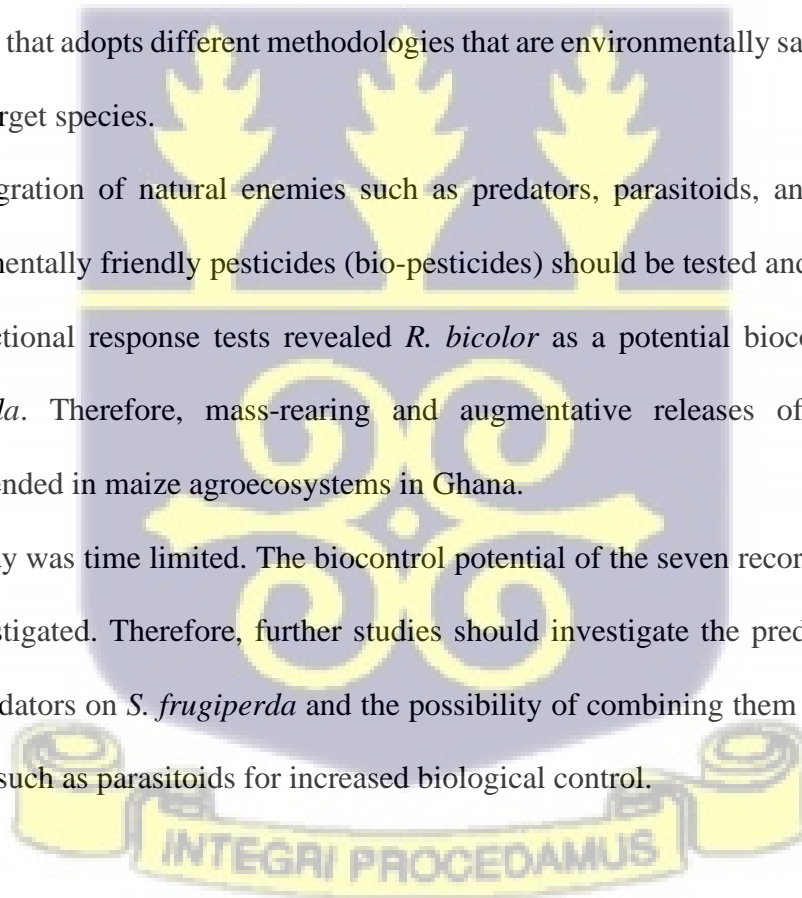 that adopts different methodologies that are environmentally sa
rget species.
gration of natural enemies such as predators, parasitoids, an
nentally friendly pesticides (bio-pesticides) should be tested and
ctional response tests revealed R. bicolor as a potential bioco
da. Therefore, mass-rearing and augmentative releases of
ended in maize agroecosystems in Ghana.
y was time limited. The biocontrol potential of the seven recor
stigated. Therefore, further studies should investigate the pred
dators on S. frugiperda and the possibility of combining them
such as parasitoids for increased biological control.
INTEGRI PROCEDAMUS